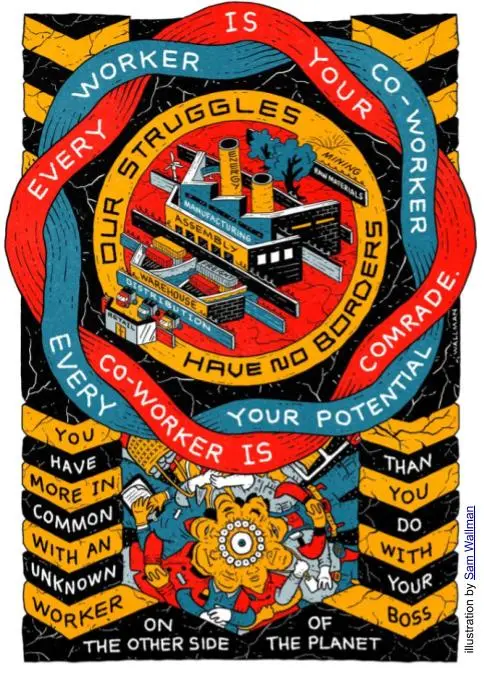 EVERY WORKER IS YOUR CO-WORKER
EVERY CO-WORKER IS YOUR POTENTIAL COMRADE.
OUR STRUGGLES
HAVE NO BORDERS
MINING
RAW MATERIALS
ENERGY
MANUFACTURING
ASSEMBLY
FREIGHT
WAREHOUSE
DISTRIBUTION
RETAIL
WALLMAN
YOU
HAVE
MORE IN
COMMON
WITH AN
UNKNOWN
WORKER
ON
THE OTHER SIDE
OF
THE PLANET
THAN
YOU
DO
WITH
YOUR
BOSS
illustration by Sam Wallman